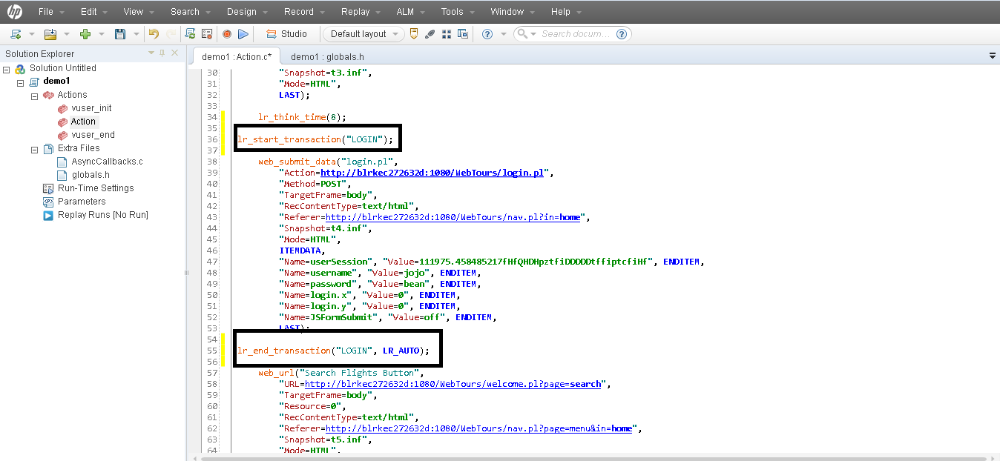 hp File Edit View Search Design Record Replay ALM Tools Window Help
Studio Default layout Search docum...
Solution Explorer
Solution Untitled
demo1
Actions
vuser_init
Action
vuser_end
Extra Files
AsyncCallbacks.c
globals.h
Run-Time Settings
Parameters
Replay Runs [No Run]
demo1 : Action.c* demo1 : globals.h
30 "Snapshot=t3.inf",
31 "Mode=HTML",
32 LAST);
33
34 lr_think_time(8);
35
36 lr_start_transaction("LOGIN");
37
38 web_submit_data("login.pl",
39 "Action=http://blrkec272632d:1080/WebTours/login.pl",
40 "Method=POST",
41 "TargetFrame=body",
42 "RecContentType=text/html",
43 "Referer=http://blrkec272632d:1080/WebTours/nav.pl?in=home",
44 "Snapshot=t4.inf",
45 "Mode=HTML",
46 ITEMDATA,
47 "Name=userSession", "Value=111975.458485217fHfQHDHpztfiDDDDDtffiptcfiHf", ENDITEM,
48 "Name=username", "Value=jojo", ENDITEM,
49 "Name=password", "Value=bean", ENDITEM,
50 "Name=login.x", "Value=0", ENDITEM,
51 "Name=login.y", "Value=0", ENDITEM,
52 "Name=JSFormSubmit", "Value=off", ENDITEM,
53 LAST);
54
55 lr_end_transaction("LOGIN", LR_AUTO);
56
57 web_url("Search Flights Button",
58 "URL=http://blrkec272632d:1080/WebTours/welcome.pl?page=search",
59 "TargetFrame=body",
60 "Resource=0",
61 "RecContentType=text/html",
62 "Referer=http://blrkec272632d:1080/WebTours/nav.pl?page=menu&in=home",
63 "Snapshot=t5.inf",
64 "Mode=HTML",